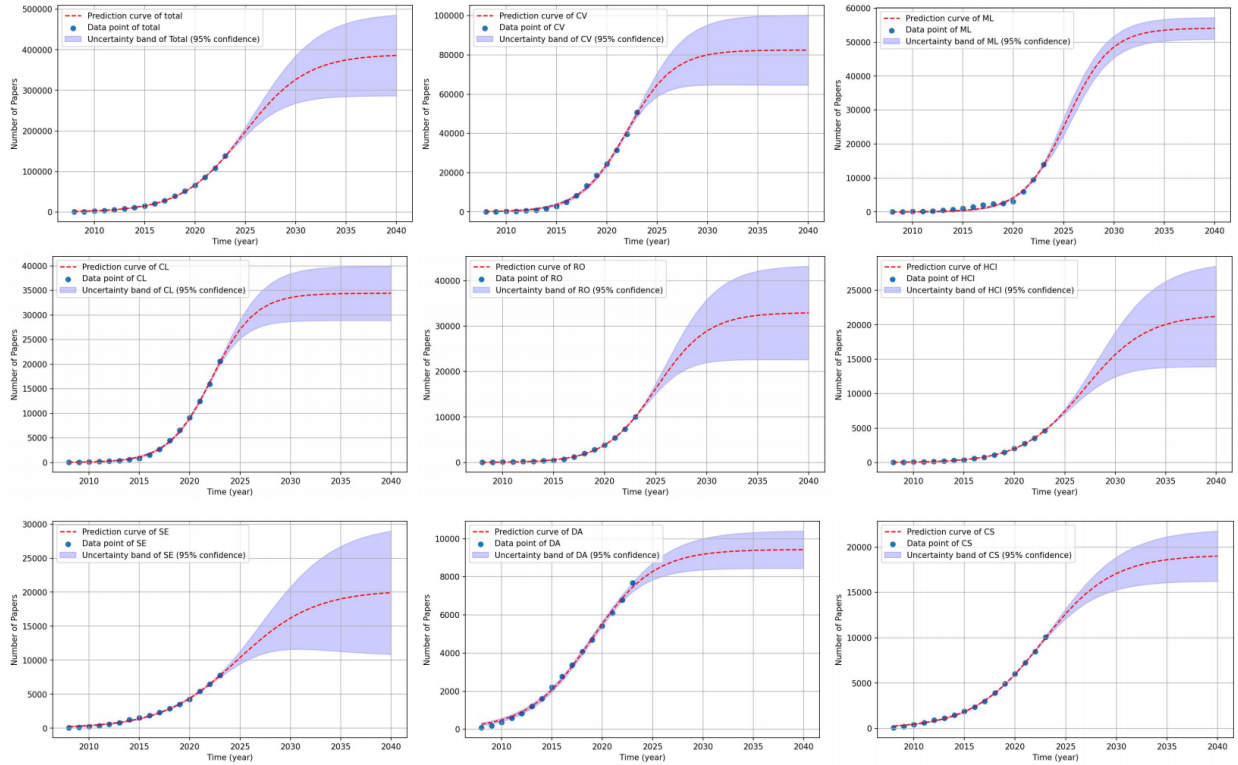 Prediction curve of total
Data point of total
Uncertainty band of Total (95% confidence)
500000
400000
300000
200000
100000
0
Number of Papers
2010 2015 2020 2025 2030 2035 2040
Time (year)
Prediction curve of CV
Data point of CV
Uncertainty band of CV (95% confidence)
100000
80000
60000
40000
20000
0
Number of Papers
2010 2015 2020 2025 2030 2035 2040
Time (year)
Prediction curve of ML
Data point of ML
Uncertainty band of ML (95% confidence)
60000
50000
40000
30000
20000
10000
0
Number of Papers
2010 2015 2020 2025 2030 2035 2040
Time (year)
Prediction curve of CL
Data point of CL
Uncertainty band of CL (95% confidence)
40000
35000
30000
25000
20000
15000
10000
5000
0
Number of Papers
2010 2015 2020 2025 2030 2035 2040
Time (year)
Prediction curve of RO
Data point of RO
Uncertainty band of RO (95% confidence)
40000
30000
20000
10000
0
Number of Papers
2010 2015 2020 2025 2030 2035 2040
Time (year)
Prediction curve of HCI
Data point of HCI
Uncertainty band of HCI (95% confidence)
25000
20000
15000
10000
5000
0
Number of Papers
2010 2015 2020 2025 2030 2035 2040
Time (year)
Prediction curve of SE
Data point of SE
Uncertainty band of SE (95% confidence)
30000
25000
20000
15000
10000
5000
0
Number of Papers
2010 2015 2020 2025 2030 2035 2040
Time (year)
Prediction curve of DA
Data point of DA
Uncertainty band of DA (95% confidence)
10000
8000
6000
4000
2000
0
Number of Papers
2010 2015 2020 2025 2030 2035 2040
Time (year)
Prediction curve of CS
Data point of CS
Uncertainty band of CS (95% confidence)
20000
15000
10000
5000
0
Number of Papers
2010 2015 2020 2025 2030 2035 2040
Time (year)